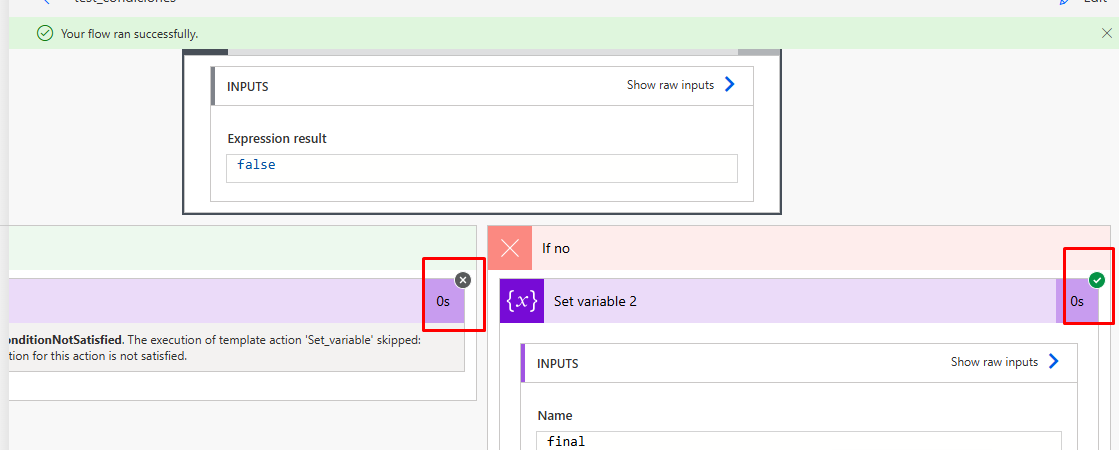 test_condiciones
Edit
Your flow ran successfully.
INPUTS
Show raw inputs
Expression result
false
If no
0s
{x}
Set variable 2
0s
onditionNotSatisfied. The execution of template action 'Set_variable' skipped:
tion for this action is not satisfied.
INPUTS
Show raw inputs
Name
final